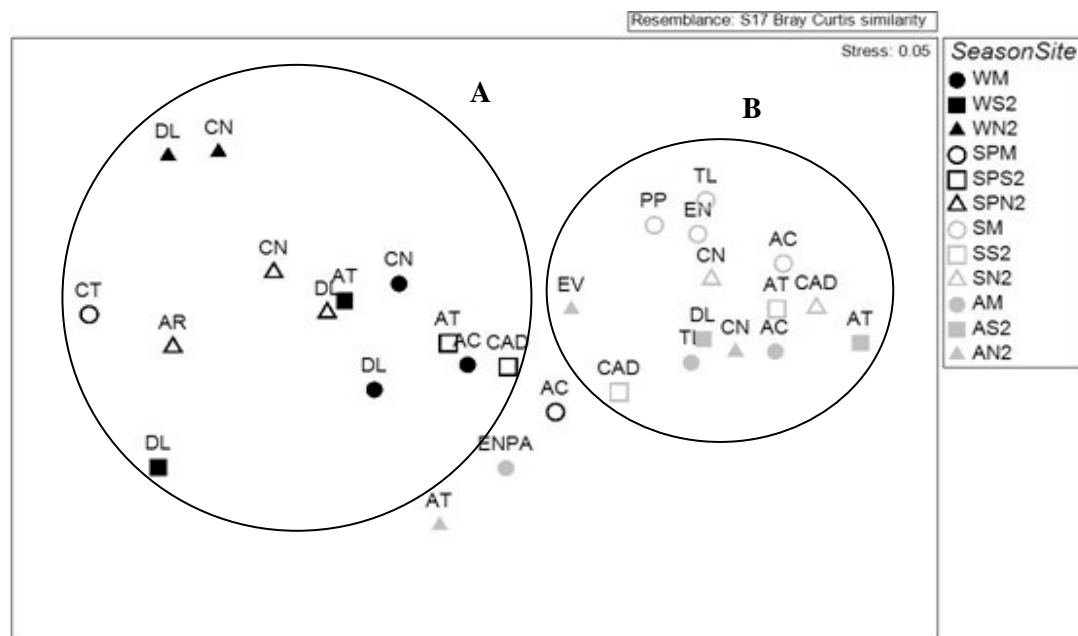 Resemblance: S17 Bray Curtis similarity
Stress: 0.05
SeasonSite
WM
WS2
WN2
SPM
SPS2
SPN2
SM
SS2
SN2
AM
AS2
AN2
A
B
DL
CN
TL
PP
EN
CN
CN
CN
AC
CT
AT
DL
EV
AT
CAD
AR
AT
AC
CAD
DL
TL
CN
AC
AT
DL
CAD
AC
DL
ENPA
AT